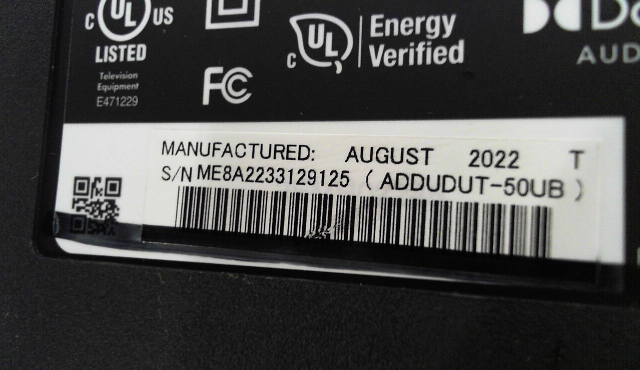 C UL US
LISTED
Television
Equipment
E471229
FC
C UL
Energy
Verified
AUD
MANUFACTURED: AUGUST 2022 T
S/N ME8A2233129125 ( ADDUDUT-50UB )